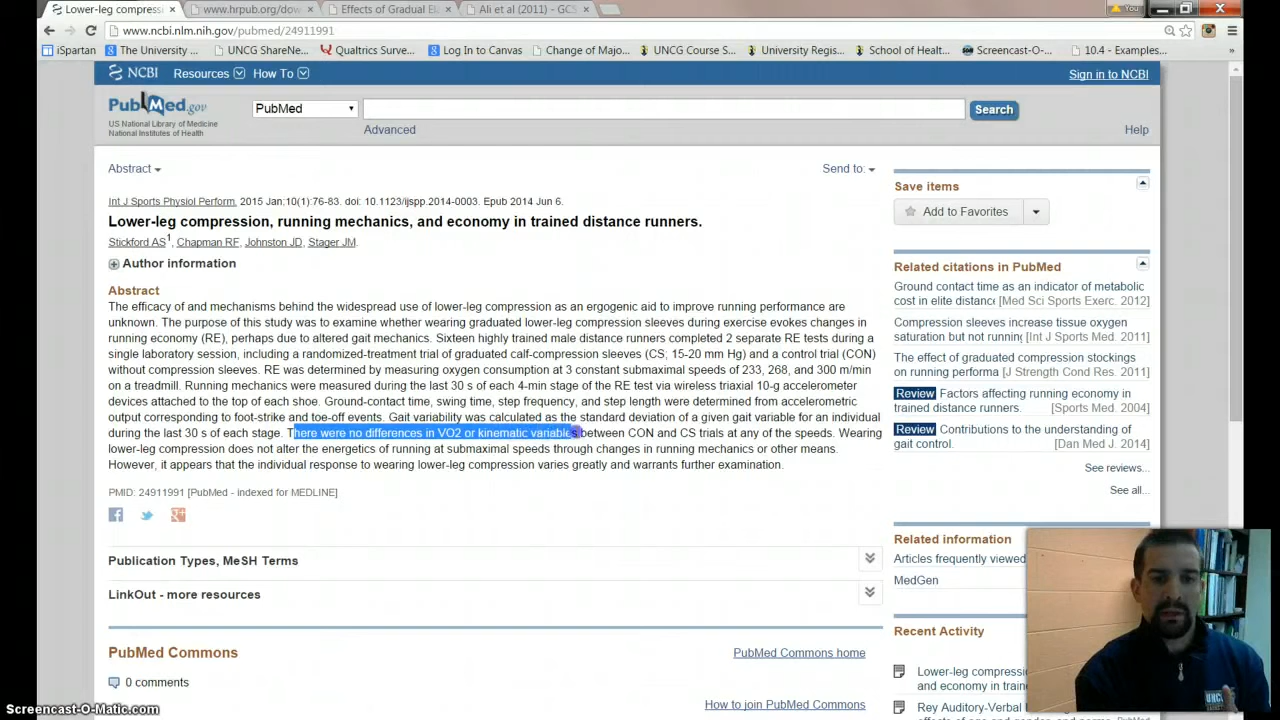 Lower-leg compress
www.hrpub.org/dow
Effects of Gradual El
Ali et al (2011) - GCS
You
www.ncbi.nlm.nih.gov/pubmed/24911991
iSpartan
The University ...
UNCG ShareNe...
Qualtrics Surve...
Log In to Canvas
Change of Majo...
UNCG Course S...
University Regis...
School of Healt...
Screencast-O-...
10.4 - Examples...
»
NCBI Resources How To
Sign in to NCBI
PubMed.gov
US National Library of Medicine
National Institutes of Health
PubMed
Search
Advanced
Help
Abstract
Send to:
Int J Sports Physiol Perform. 2015 Jan;10(1):76-83. doi: 10.1123/ijspp.2014-0003. Epub 2014 Jun 6.
Lower-leg compression, running mechanics, and economy in trained distance runners.
Stickford AS1, Chapman RF, Johnston JD, Stager JM.
Author information
Abstract
The efficacy of and mechanisms behind the widespread use of lower-leg compression as an ergogenic aid to improve running performance are
unknown. The purpose of this study was to examine whether wearing graduated lower-leg compression sleeves during exercise evokes changes in
running economy (RE), perhaps due to altered gait mechanics. Sixteen highly trained male distance runners completed 2 separate RE tests during a
single laboratory session, including a randomized-treatment trial of graduated calf-compression sleeves (CS; 15-20 mm Hg) and a control trial (CON)
without compression sleeves. RE was determined by measuring oxygen consumption at 3 constant submaximal speeds of 233, 268, and 300 m/min
on a treadmill. Running mechanics were measured during the last 30 s of each 4-min stage of the RE test via wireless triaxial 10-g accelerometer
devices attached to the top of each shoe. Ground-contact time, swing time, step frequency, and step length were determined from accelerometric
output corresponding to foot-strike and toe-off events. Gait variability was calculated as the standard deviation of a given gait variable for an individual
during the last 30 s of each stage. There were no differences in VO2 or kinematic variables between CON and CS trials at any of the speeds. Wearing
lower-leg compression does not alter the energetics of running at submaximal speeds through changes in running mechanics or other means.
However, it appears that the individual response to wearing lower-leg compression varies greatly and warrants further examination.
PMID: 24911991 [PubMed - indexed for MEDLINE]
Publication Types, MeSH Terms
LinkOut - more resources
PubMed Commons
PubMed Commons home
0 comments
How to join PubMed Commons
Save items
Add to Favorites
Related citations in PubMed
Ground contact time as an indicator of metabolic
cost in elite distanc [Med Sci Sports Exerc. 2012]
Compression sleeves increase tissue oxygen
saturation but not runnin [Int J Sports Med. 2011]
The effect of graduated compression stockings
on running performa [J Strength Cond Res. 2011]
Review Factors affecting running economy in
trained distance runners. [Sports Med. 2004]
Review Contributions to the understanding of
gait control. [Dan Med J. 2014]
See reviews...
See all...
Related information
Articles frequently viewed
MedGen
Recent Activity
Lower-leg compressi
and economy in traine
Rey Auditory-Verbal
UNCG
Screencast-O-Matic.com